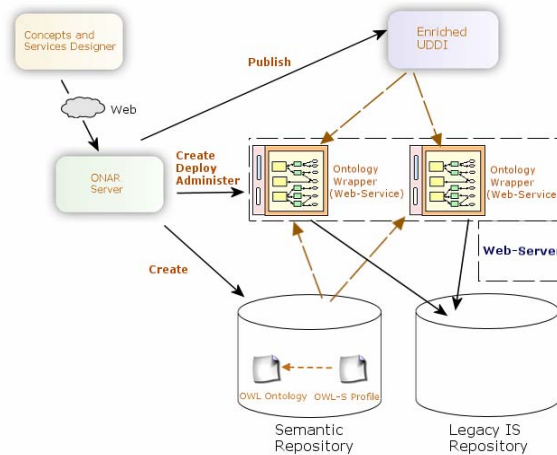 Concepts and
Services Designer
Enriched
UDDI
Publish
Web
ONAR
Server
Create
Deploy
Administer
Ontology
Wrapper
(Web-Service)
Ontology
Wrapper
(Web-Service)
Web-Server
Create
OWL Ontology
OWL-S Profile
Semantic
Repository
Legacy IS
Repository